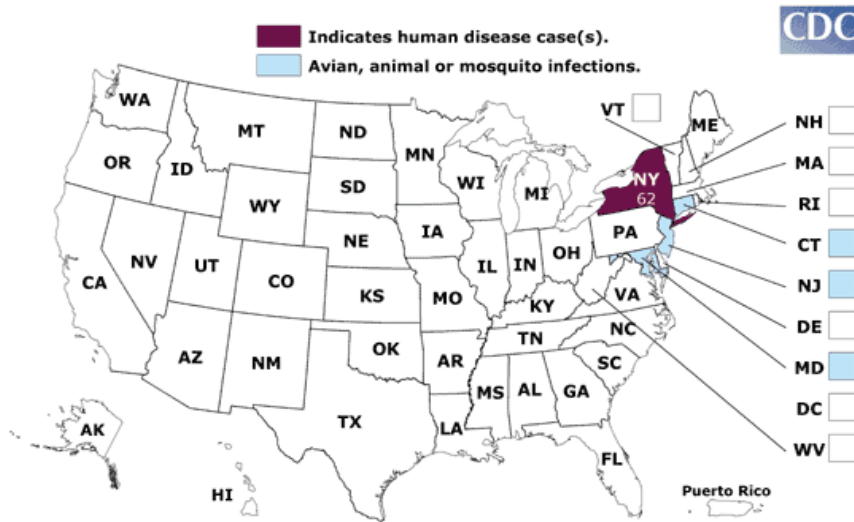 CDC
Indicates human disease case(s).
Avian, animal or mosquito infections.
WA
MT
ND
MN
VT
ME
NH
OR
ID
SD
WI
MI
NY
62
MA
WY
RI
NV
UT
NE
IA
PA
CT
CA
CO
IL
IN
OH
NJ
KS
MO
KY
VA
DE
AZ
NM
OK
AR
TN
NC
SC
MD
TX
MS
AL
GA
DC
LA
AK
WV
HI
FL
Puerto Rico